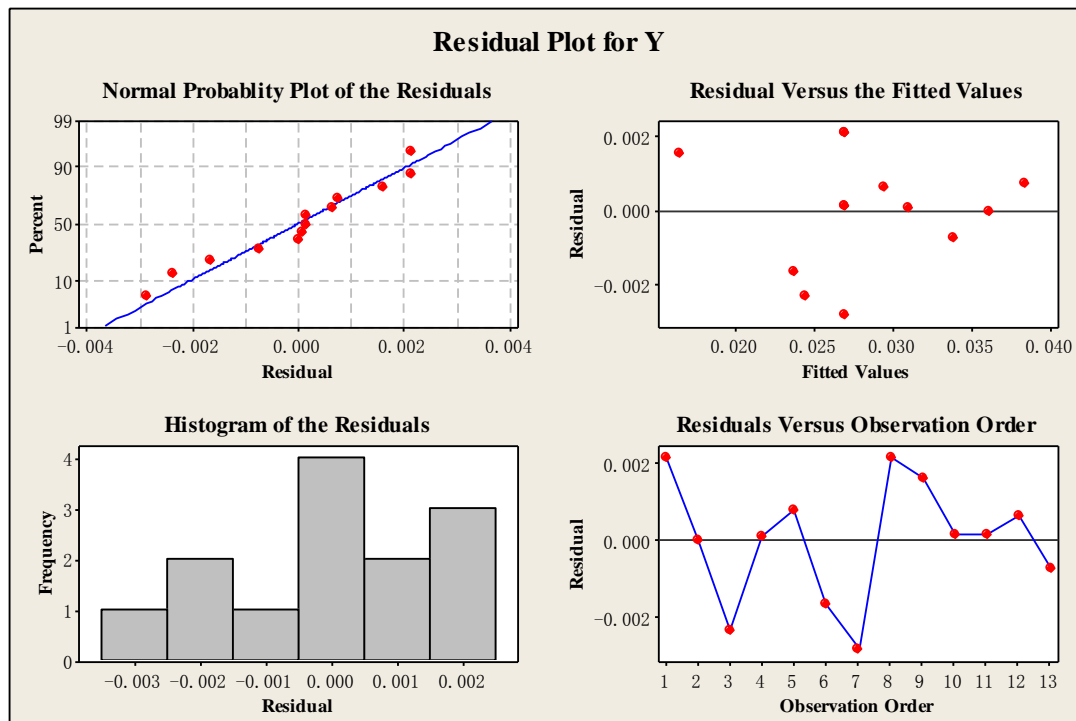 Residual Plot for Y
Normal Probablity Plot of the Residuals
99
90
50
10
1
Percent
-0.004 -0.002 0.000 0.002 0.004
Residual
Residual Versus the Fitted Values
0.002
0.000
-0.002
Residual
0.020 0.025 0.030 0.035 0.040
Fitted Values
Histogram of the Residuals
4
3
2
1
0
Frequency
-0.003 -0.002 -0.001 0.000 0.001 0.002
Residual
Residuals Versus Observation Order
0.002
0.000
-0.002
Residual
1 2 3 4 5 6 7 8 9 10 11 12 13
Observation Order